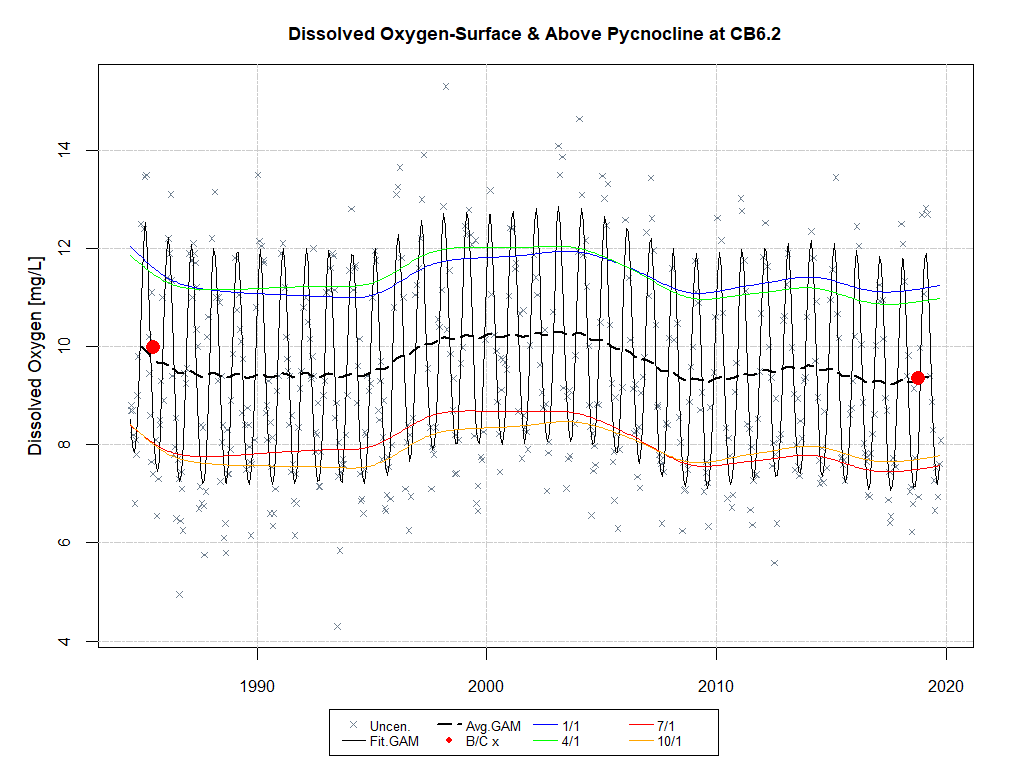 Dissolved Oxygen-Surface & Above Pycnocline at CB6.2
Dissolved Oxygen [mg/L]
14
12
10
8
6
4
1990 2000 2010 2020
Uncen. Avg.GAM 1/1 7/1
Fit.GAM B/C x 4/1 10/1